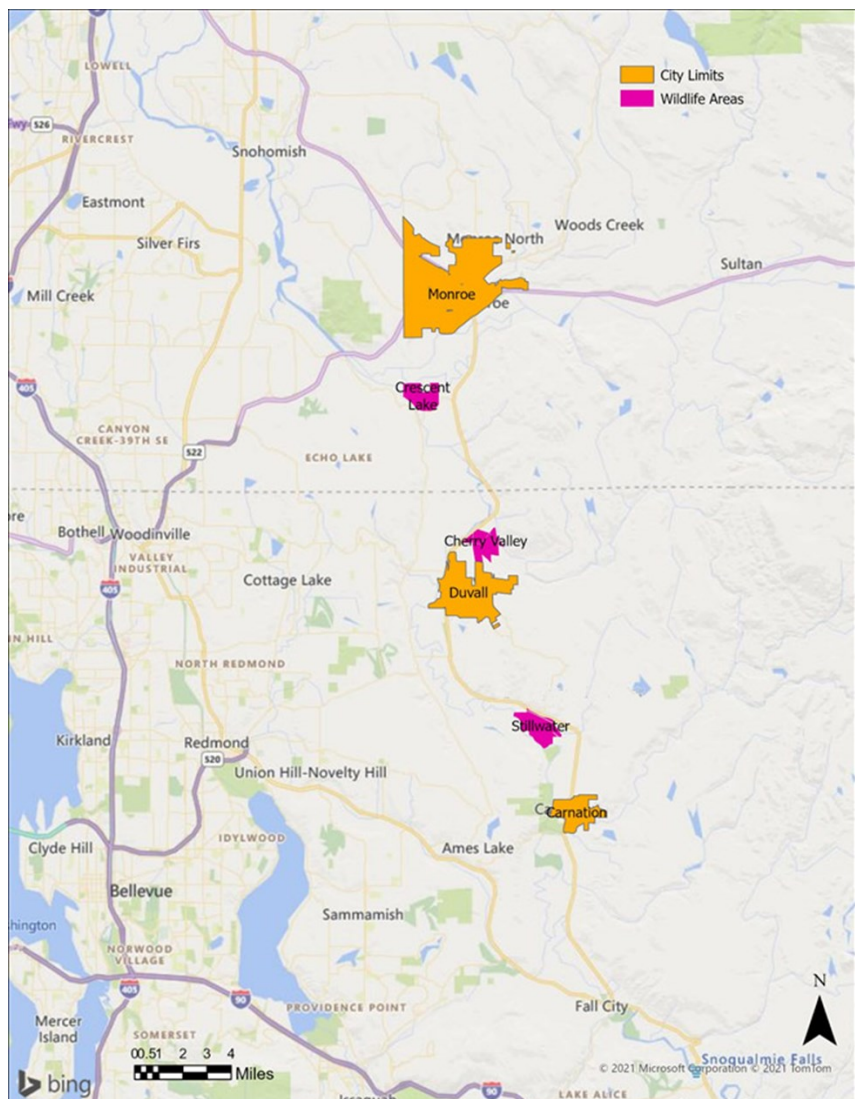 LOWELL
City Limits
Wildlife Areas
526
RIVERCREST
Snohomish
Eastmont
Woods Creek
Silver Firs
Sultan
Mill Creek
Monroe
405
Crescent
Lake
CANYON
CREEK-39TH SE
522
ECHO LAKE
Bothell
Woodinville
Cherry Valley
VALLEY
INDUSTRIAL
405
Cottage Lake
Duvall
NORTH REDMOND
Stillwater
Kirkland
Redmond
520
Union Hill-Novelty Hill
Carnation
IDYLWOOD
Clyde Hill
Ames Lake
Bellevue
Sammamish
NORWOOD
VILLAGE
405
90
PROVIDENCE POINT
Fall City
N
Mercer
Island
SOMERSET
0 0.5 1 2 3 4
Miles
Snoqualmie Falls
© 2021 Microsoft Corporation © 2021 TomTom
bing
90
LAKE ALICE